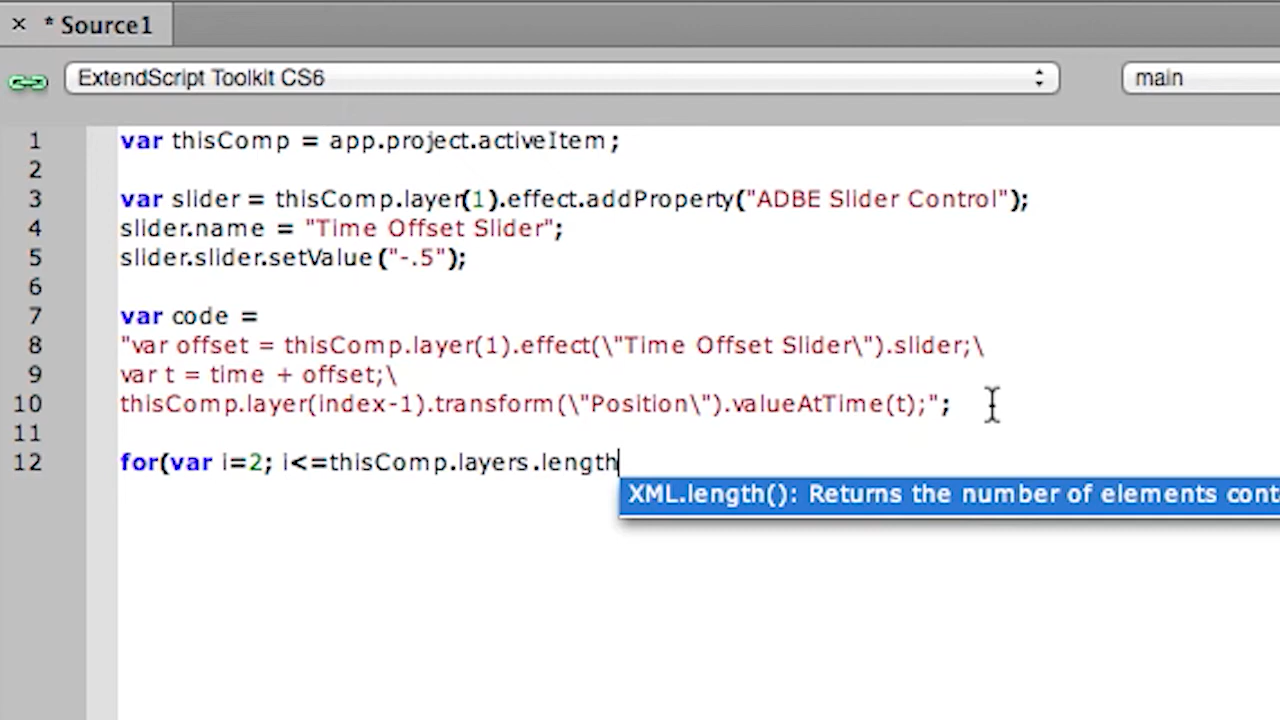 × * Source1
ExtendScript Toolkit CS6
main
1 var thisComp = app.project.activeItem;
2
3 var slider = thisComp.layer(1).effect.addProperty("ADBE Slider Control");
4 slider.name = "Time Offset Slider";
5 slider.slider.setValue("-.5");
6
7 var code =
8 "var offset = thisComp.layer(1).effect(\"Time Offset Slider\").slider;\
9 var t = time + offset;\
10 thisComp.layer(index-1).transform(\"Position\").valueAtTime(t);";
11
12 for(var i=2; i<=thisComp.layers.length
XML.length(): Returns the number of elements cont